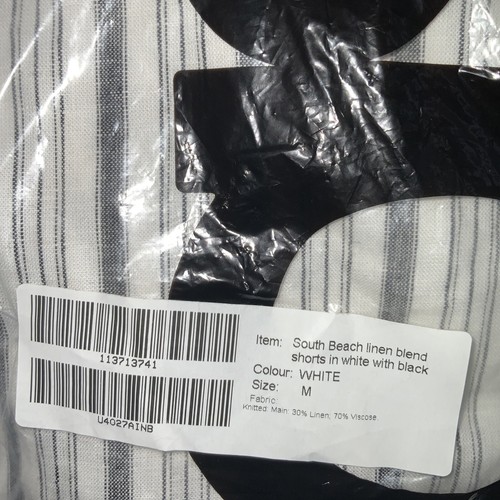 113713741
U4027AINB
Item: South Beach linen blend
shorts in white with black
Colour: WHITE
Size: M
Fabric:
Knitted: Main: 30% Linen; 70% Viscose